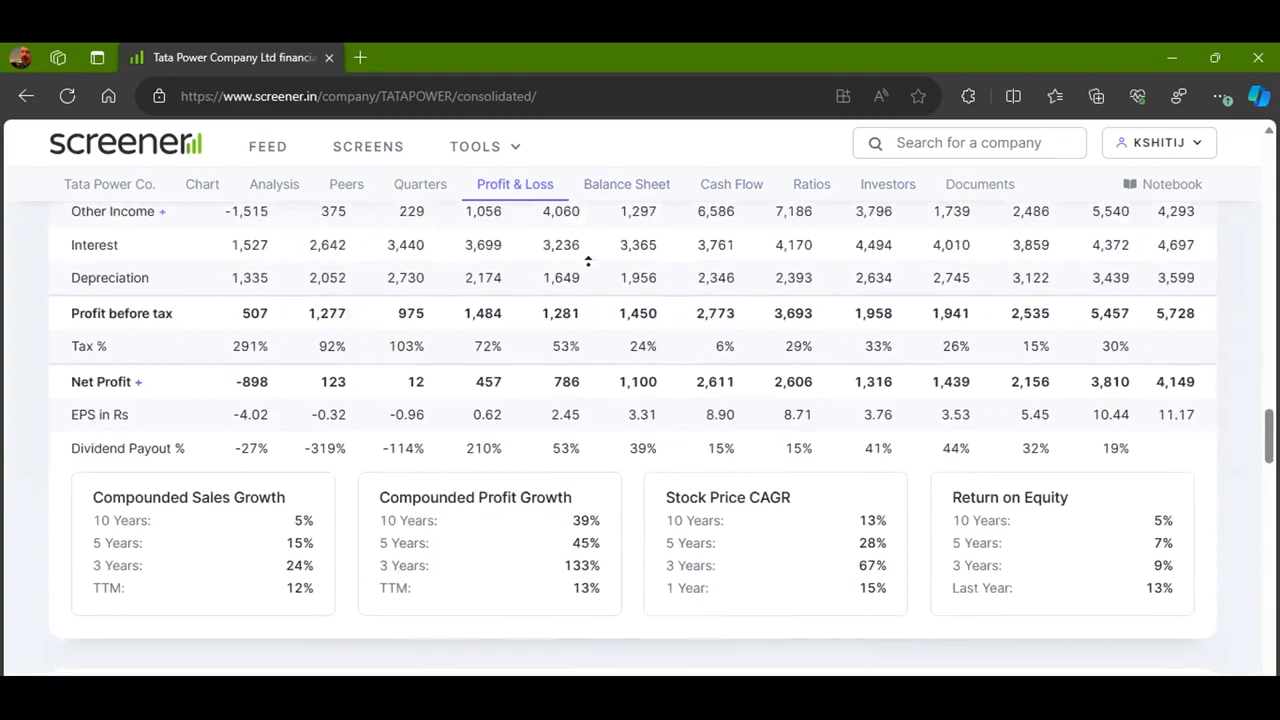 Tata Power Company Ltd financia
https://www.screener.in/company/TATAPOWER/consolidated/
screener
FEED SCREENS TOOLS
Search for a company
KSHITIJ
Tata Power Co. Chart Analysis Peers Quarters Profit & Loss Balance Sheet Cash Flow Ratios Investors Documents Notebook
Other Income + -1,515 375 229 1,056 4,060 1,297 6,586 7,186 3,796 1,739 2,486 5,540 4,293
Interest 1,527 2,642 3,440 3,699 3,236 3,365 3,761 4,170 4,494 4,010 3,859 4,372 4,697
Depreciation 1,335 2,052 2,730 2,174 1,649 1,956 2,346 2,393 2,634 2,745 3,122 3,439 3,599
Profit before tax 507 1,277 975 1,484 1,281 1,450 2,773 3,693 1,958 1,941 2,535 5,457 5,728
Tax % 291% 92% 103% 72% 53% 24% 6% 29% 33% 26% 15% 30%
Net Profit + -898 123 12 457 786 1,100 2,611 2,606 1,316 1,439 2,156 3,810 4,149
EPS in Rs -4.02 -0.32 -0.96 0.62 2.45 3.31 8.90 8.71 3.76 3.53 5.45 10.44 11.17
Dividend Payout % -27% -319% -114% 210% 53% 39% 15% 15% 41% 44% 32% 19%
Compounded Sales Growth
10 Years: 5%
5 Years: 15%
3 Years: 24%
TTM: 12%
Compounded Profit Growth
10 Years: 39%
5 Years: 45%
3 Years: 133%
TTM: 13%
Stock Price CAGR
10 Years: 13%
5 Years: 28%
3 Years: 67%
1 Year: 15%
Return on Equity
10 Years: 5%
5 Years: 7%
3 Years: 9%
Last Year: 13%